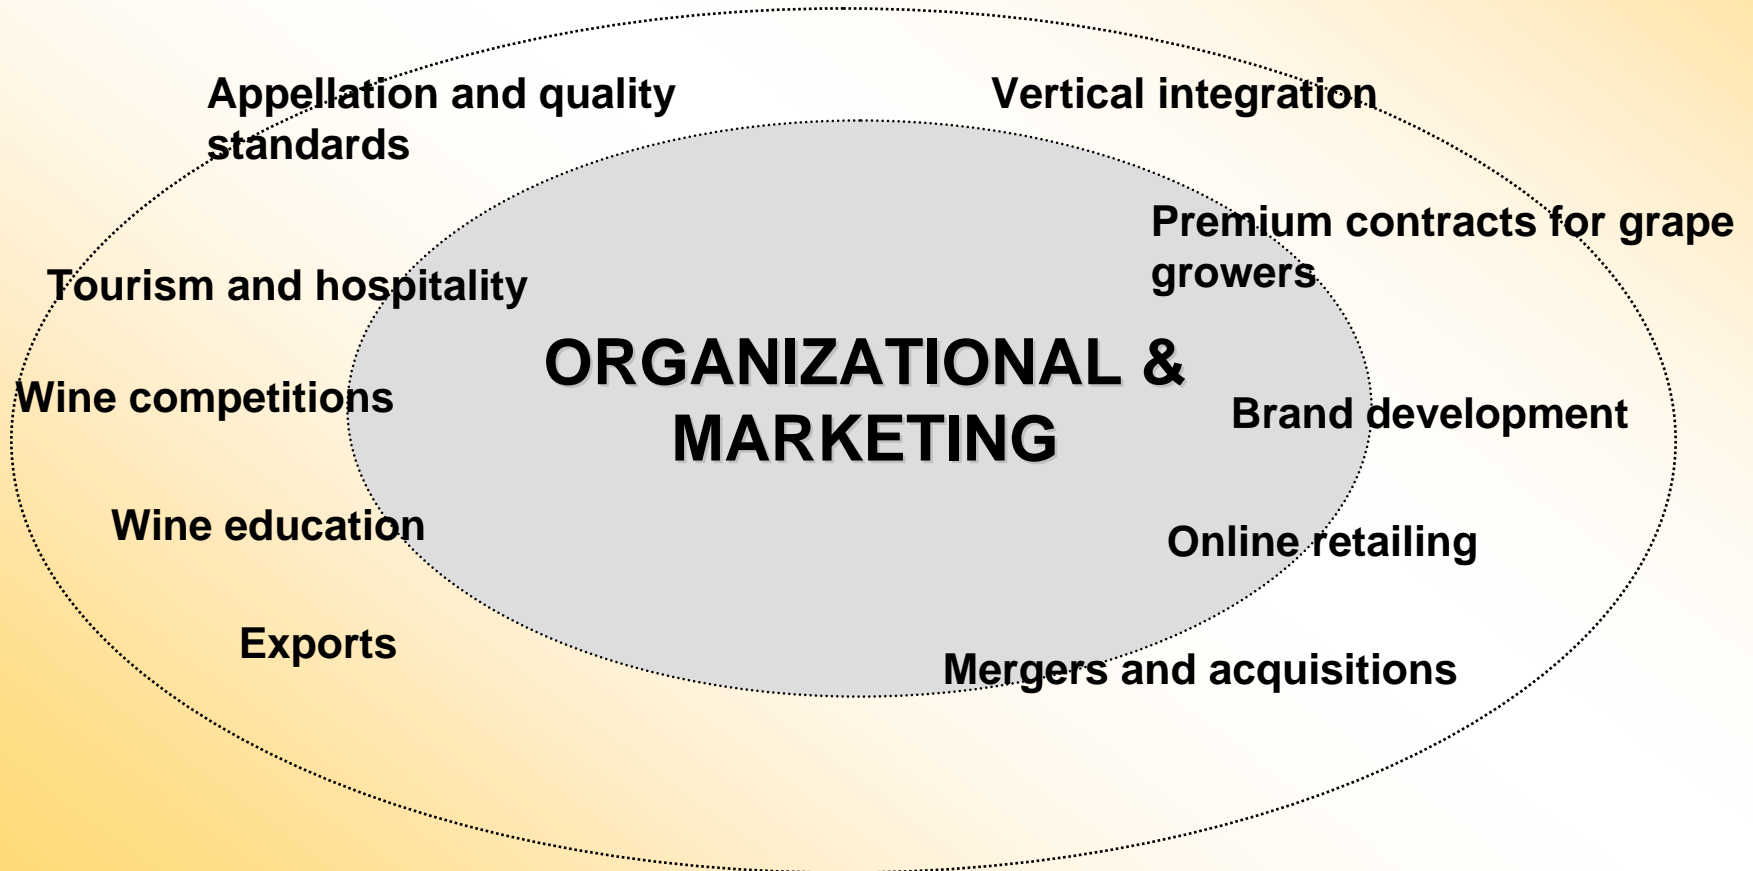 Appellation and quality
standards
Vertical integration
Premium contracts for grape
growers
Tourism and hospitality
ORGANIZATIONAL &
MARKETING
Wine competitions
Brand development
Wine education
Online retailing
Exports
Mergers and acquisitions